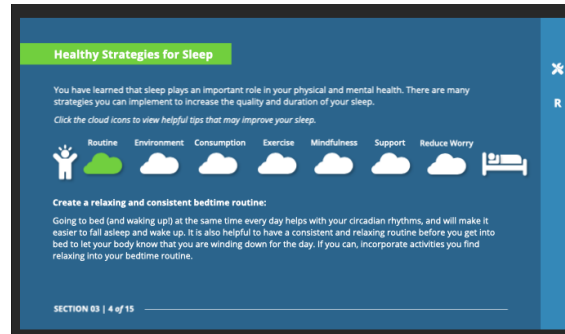 Healthy Strategies for Sleep
You have learned that sleep plays an important role in your physical and mental health. There are many
strategies you can implement to increase the quality and duration of your sleep.
Click the cloud icons to view helpful tips that may improve your sleep.
Routine Environment Consumption Exercise Mindfulness Support Reduce Worry
Create a relaxing and consistent bedtime routine:
Going to bed (and waking up!) at the same time every day helps with your circadian rhythms, and will make it
easier to fall asleep and wake up. It is also helpful to have a consistent and relaxing routine before you get into
bed to let your body know that you are winding down for the day. If you can, incorporate activities you find
relaxing into your bedtime routine.
SECTION 03 | 4 of 15
R